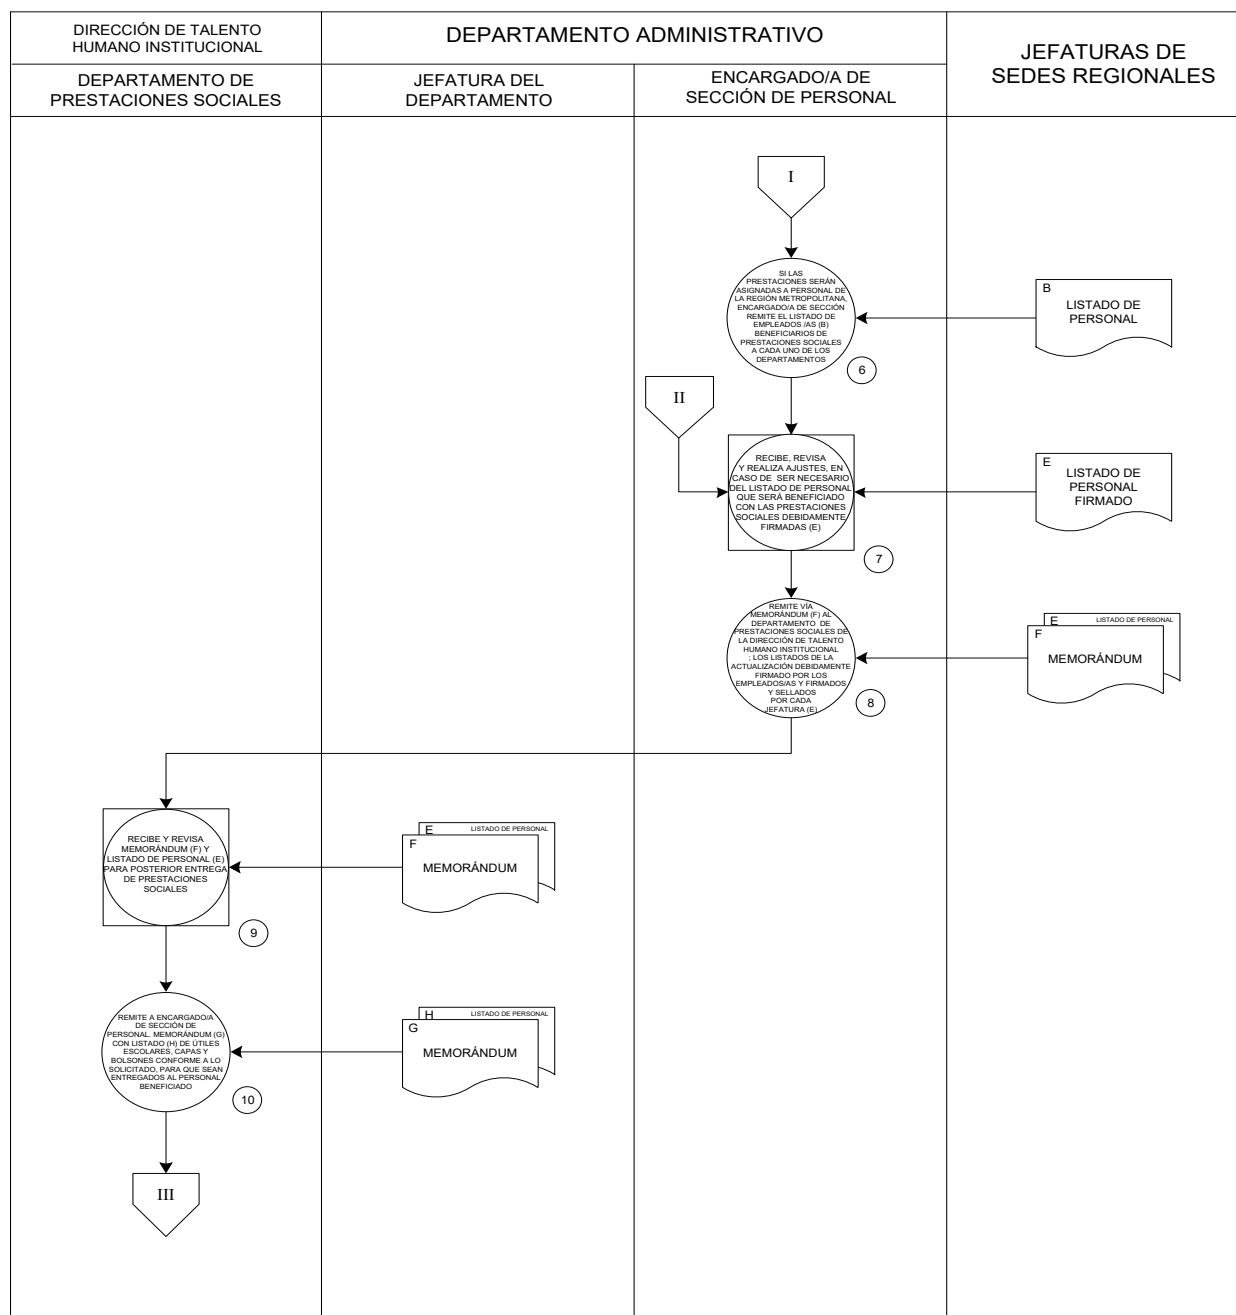 DIRECCIÓN DE TALENTO
HUMANO INSTITUCIONAL
DEPARTAMENTO ADMINISTRATIVO
JEFATURAS DE
SEDES REGIONALES
DEPARTAMENTO DE
PRESTACIONES SOCIALES
JEFATURA DEL
DEPARTAMENTO
ENCARGADO/A DE
SECCIÓN DE PERSONAL
I
SI LAS
PRESTACIONES SERÁN
ASIGNADAS A PERSONAL DE
LA REGIÓN METROPOLITANA,
ENCARGADO/A DE SECCIÓN
REMITE EL LISTADO DE
EMPLEADOS /AS (B)
BENEFICIARIOS DE
PRESTACIONES SOCIALES
A CADA UNO DE LOS
DEPARTAMENTOS
6
B
LISTADO DE
PERSONAL
II
RECIBE, REVISA
Y REALIZA AJUSTES, EN
CASO DE SER NECESARIO
DEL LISTADO DE PERSONAL
QUE SERÁ BENEFICIADO
CON LAS PRESTACIONES
SOCIALES DEBIDAMENTE
FIRMADAS (E)
7
E
LISTADO DE
PERSONAL
FIRMADO
REMITE VÍA
MEMORÁNDUM (F) AL
DEPARTAMENTO DE
PRESTACIONES SOCIALES DE
LA DIRECCIÓN DE TALENTO
HUMANO INSTITUCIONAL
; LOS LISTADOS DE LA
ACTUALIZACIÓN DEBIDAMENTE
FIRMADO POR LOS
EMPLEADOS/AS Y FIRMADOS
Y SELLADOS
POR CADA
JEFATURA (E)
8
E LISTADO DE PERSONAL
F
MEMORÁNDUM
RECIBE Y REVISA
MEMORÁNDUM (F) Y
LISTADO DE PERSONAL (E)
PARA POSTERIOR ENTREGA
DE PRESTACIONES
SOCIALES
9
E LISTADO DE PERSONAL
F
MEMORÁNDUM
REMITE A ENCARGADO/A
DE SECCIÓN DE
PERSONAL. MEMORÁNDUM (G)
CON LISTADO (H) DE ÚTILES
ESCOLARES, CAPAS Y
BOLSONES CONFORME A LO
SOLICITADO, PARA QUE SEAN
ENTREGADOS AL PERSONAL
BENEFICIADO
10
H LISTADO DE PERSONAL
G
MEMORÁNDUM
III